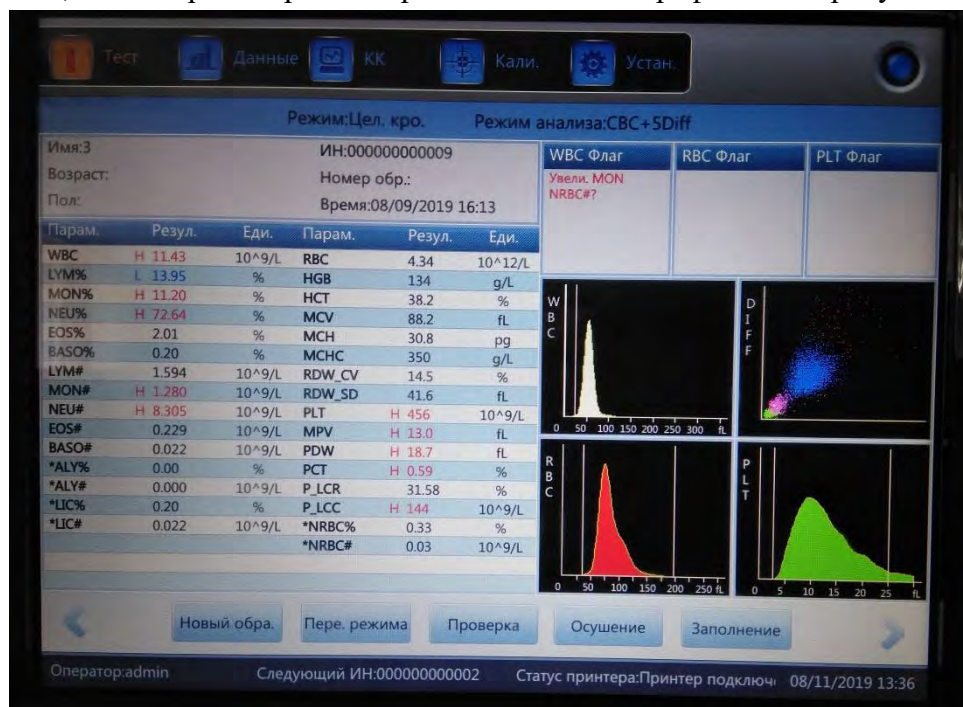 Тест Данные КК Кали. Устан.
Режим:Цел. кро. Режим анализа:CBC+5Diff
Имя:3 ИН:000000000009
Возраст: Номер обр.:
Пол: Время:08/09/2019 16:13
WBC Флаг RBC Флаг PLT Флаг
Увели. MON
NRBC#?
Парам. Резул. Еди. Парам. Резул. Еди.
WBC H 11.43 10^9/L RBC 4.34 10^12/L
LYM% L 13.95 % HGB 134 g/L
MON% H 11.20 % HCT 38.2 %
NEU% H 72.64 % MCV 88.2 fL
EOS% 2.01 % MCH 30.8 pg
BASO% 0.20 % MCHC 350 g/L
LYM# 1.594 10^9/L RDW_CV 14.5 %
MON# H 1.280 10^9/L RDW_SD 41.6 fL
NEU# H 8.305 10^9/L PLT H 456 10^9/L
EOS# 0.229 10^9/L MPV H 13.0 fL
BASO# 0.022 10^9/L PDW H 18.7 fL
*ALY% 0.00 % PCT H 0.59 %
*ALY# 0.000 10^9/L P_LCR 31.58 %
*LIC% 0.20 % P_LCC H 144 10^9/L
*LIC# 0.022 10^9/L *NRBC% 0.33 %
*NRBC# 0.03 10^9/L
WBC
0 50 100 150 200 250 300 fL
DIFF
RBC
0 50 100 150 200 250 fL
PLT
0 5 10 15 20 25 fL
Новый обра. Пере. режима Проверка Осушение Заполнение
Оператор:admin Следующий ИН:000000000002 Статус принтера:Принтер подключ 08/11/2019 13:36